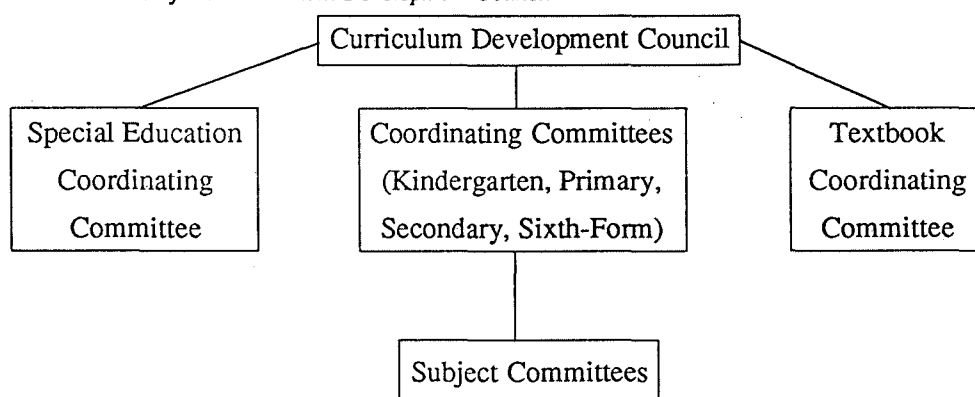 Curriculum Development Council
Special Education
Coordinating
Committee
Coordinating Committees
(Kindergarten, Primary,
Secondary, Sixth-Form)
Textbook
Coordinating
Committee
Subject Committees